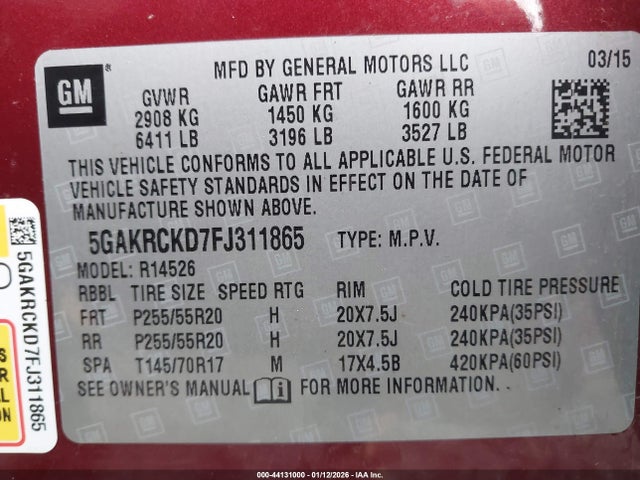 GM
MFD BY GENERAL MOTORS LLC 03/15
GVWR GAWR FRT GAWR RR
2908 KG 1450 KG 1600 KG
6411 LB 3196 LB 3527 LB
THIS VEHICLE CONFORMS TO ALL APPLICABLE U.S. FEDERAL MOTOR
VEHICLE SAFETY STANDARDS IN EFFECT ON THE DATE OF
MANUFACTURE SHOWN ABOVE.
5GAKRCKD7FJ311865 TYPE: M.P.V.
MODEL: R14526
RBBL TIRE SIZE SPEED RTG RIM COLD TIRE PRESSURE
FRT P255/55R20 H 20X7.5J 240KPA(35PSI)
RR P255/55R20 H 20X7.5J 240KPA(35PSI)
SPA T145/70R17 M 17X4.5B 420KPA(60PSI)
SEE OWNER'S MANUAL FOR MORE INFORMATION.
5GAKRCKD7FJ311865
000-44131000 - 01/12/2026 - IAA Inc.